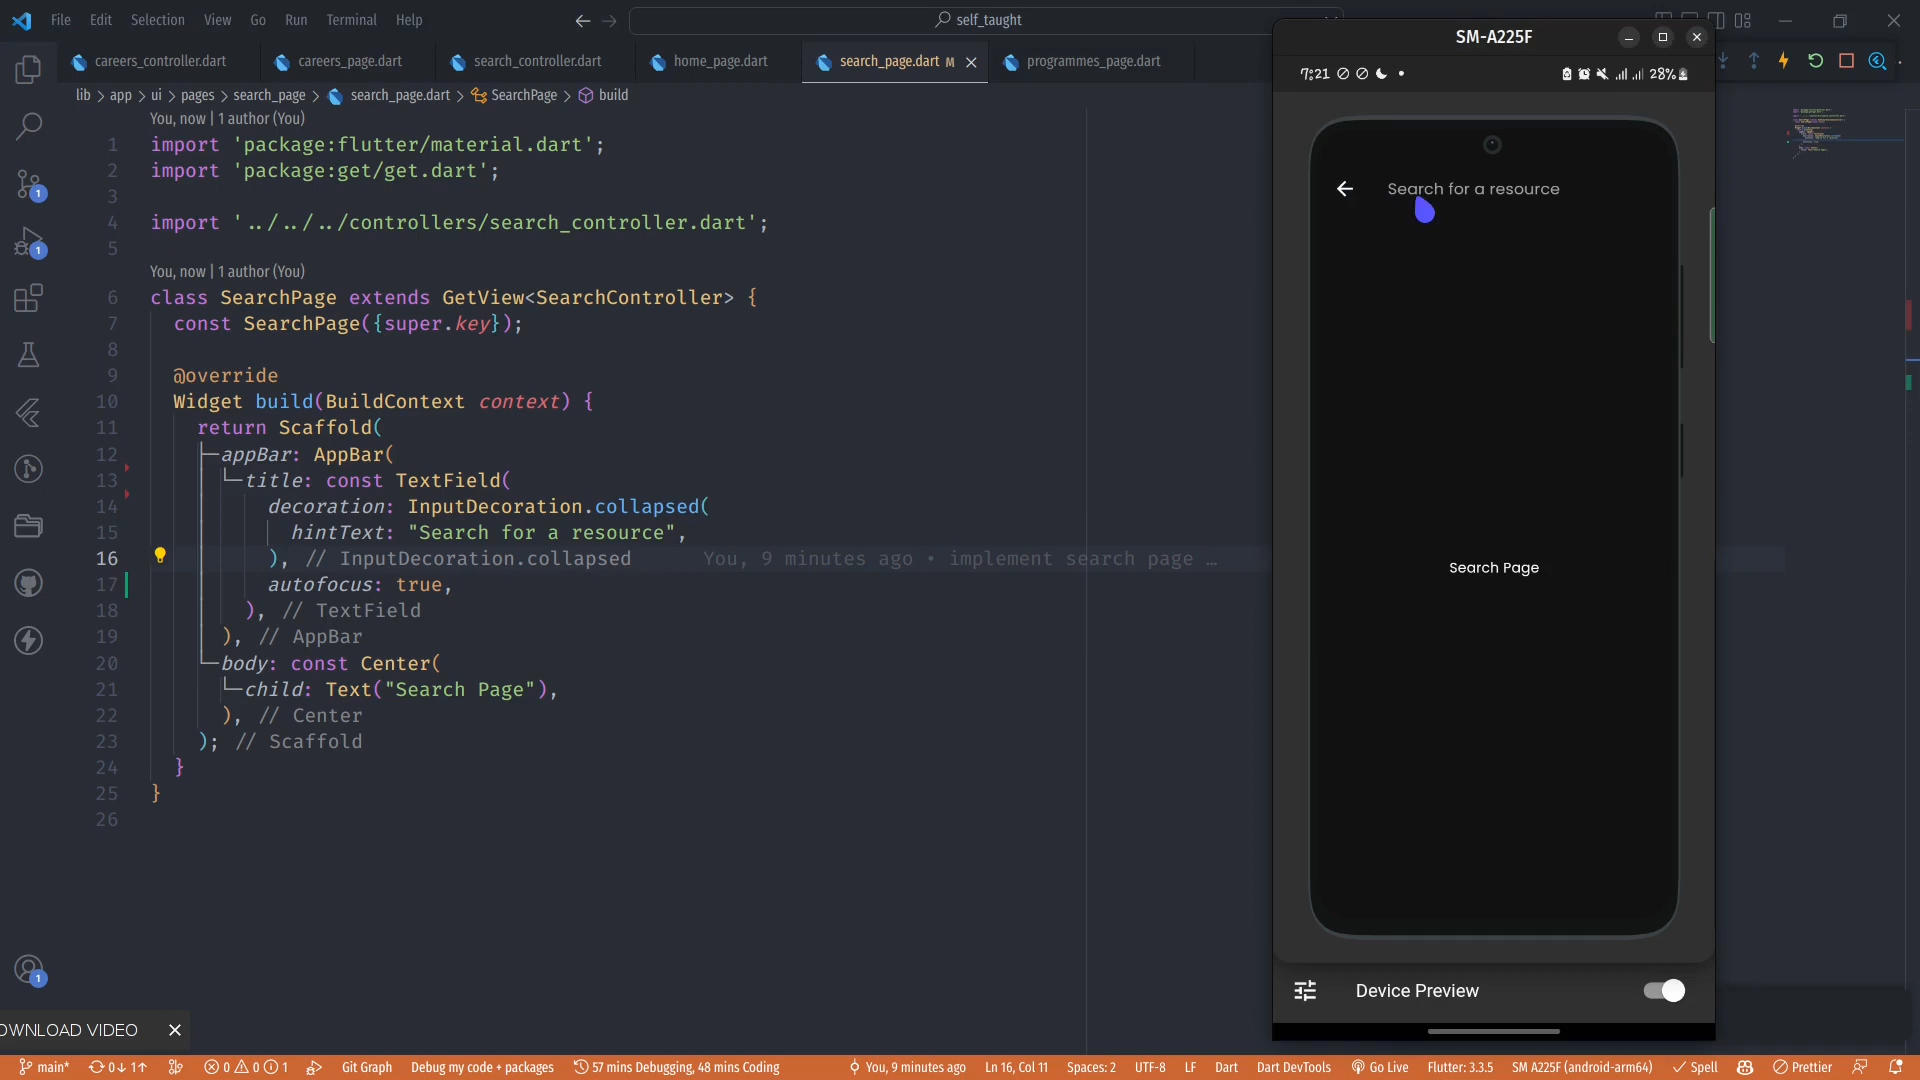 File Edit Selection View Go Run Terminal Help
self_taught
careers_controller.dart careers_page.dart search_controller.dart home_page.dart search_page.dart M programmes_page.dart
lib > app > ui > pages > search_page > search_page.dart > SearchPage > build
You, now | 1 author (You)
1 import 'package:flutter/material.dart';
2 import 'package:get/get.dart';
3
4 import '../../../controllers/search_controller.dart';
5
You, now | 1 author (You)
6 class SearchPage extends GetView<SearchController> {
7 const SearchPage({super.key});
8
9 @override
10 Widget build(BuildContext context) {
11 return Scaffold(
12 appBar: AppBar(
13 title: const TextField(
14 decoration: InputDecoration.collapsed(
15 hintText: "Search for a resource",
16 ), // InputDecoration.collapsed You, 9 minutes ago • implement search page …
17 autofocus: true,
18 ), // TextField
19 ), // AppBar
20 body: const Center(
21 child: Text("Search Page"),
22 ), // Center
23 ); // Scaffold
24 }
25 }
26
SM-A225F
7:21 28%
Search for a resource
Search Page
Device Preview
1
1
1
OWNLOAD VIDEO
main* 0↓ 1↑ 0 0 1 Git Graph Debug my code + packages 57 mins Debugging, 48 mins Coding You, 9 minutes ago Ln 16, Col 11 Spaces: 2 UTF-8 LF Dart Dart DevTools Go Live Flutter: 3.3.5 SM A225F (android-arm64) Spell Prettier